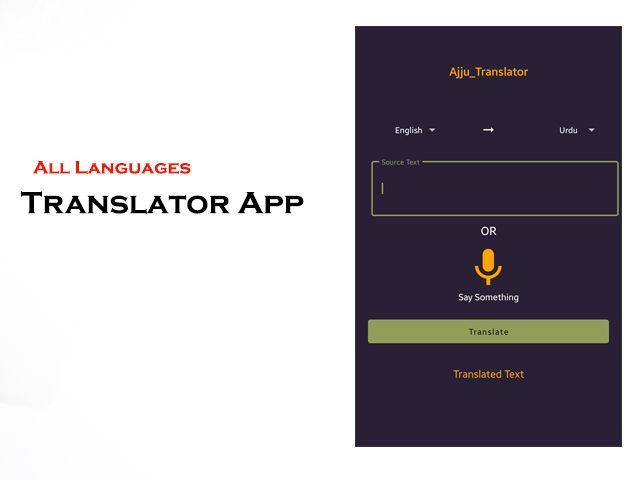 All Languages
Translator App
Ajju_Translator
English → Urdu
Source Text
OR
Say Something
Translate
Translated Text